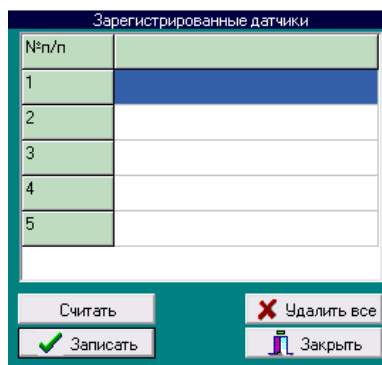 Зарегистрированные датчики
№п/п
1
2
3
4
5
Считать
Удалить все
Записать
Закрыть